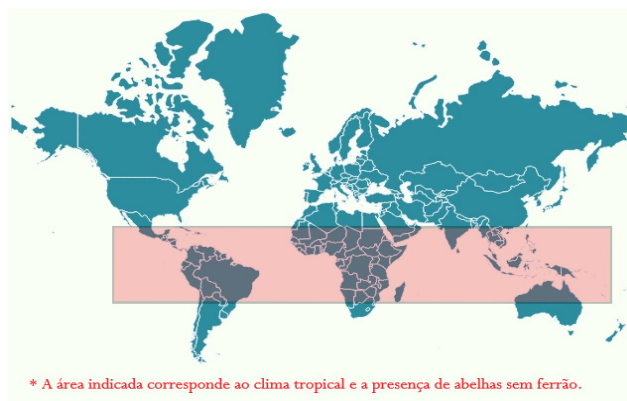 * A área indicada corresponde ao clima tropical e a presença de abelhas sem ferrão.